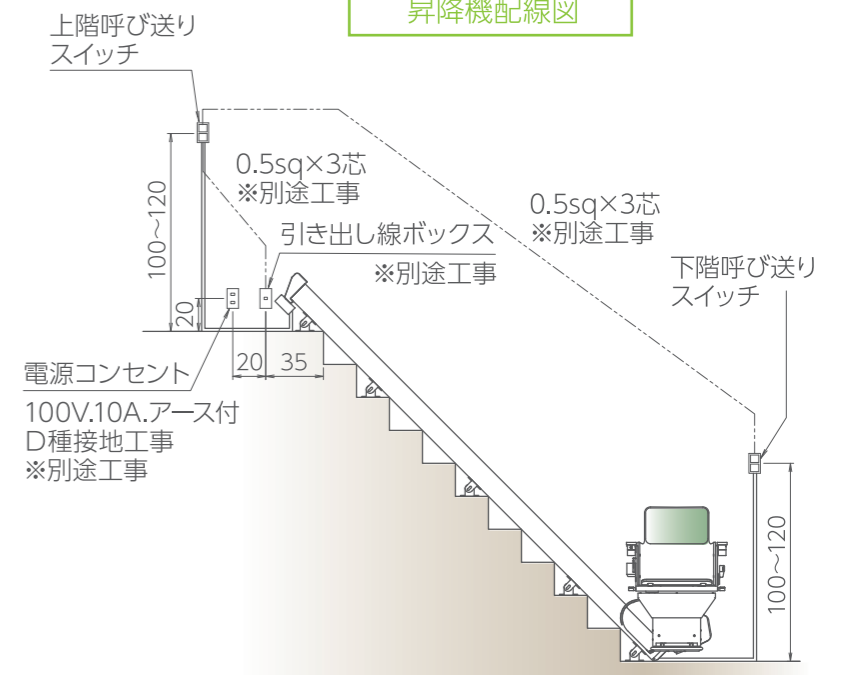 昇降機配線図
上階呼び送り
スイッチ
0.5sq×3芯
※別途工事
0.5sq×3芯
※別途工事
引き出し線ボックス
※別途工事
下階呼び送り
スイッチ
100~120
20
20
35
電源コンセント
100V.10A.アース付
D種接地工事
※別途工事
100~120